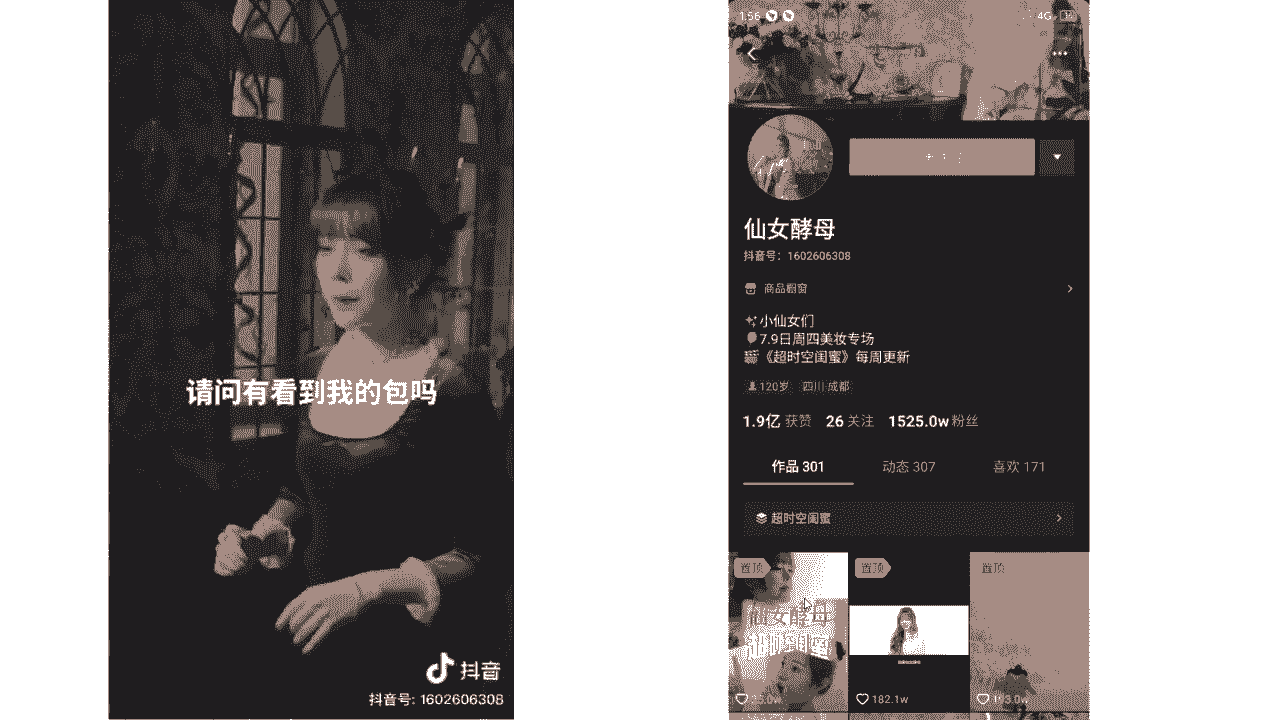 请问有看到我的包吗
抖音
抖音号: 1602606308
1:56
4G
仙女酵母
抖音号: 1602606308
商品橱窗
小仙女们
7.9日周四美妆专场
《超时空闺蜜》每周更新
120岁 四川·成都
1.9亿 获赞 26 关注 1525.0w 粉丝
作品 301 动态 307 喜欢 171
超时空闺蜜
置顶 置顶 置顶
仙女酵母
182.1w